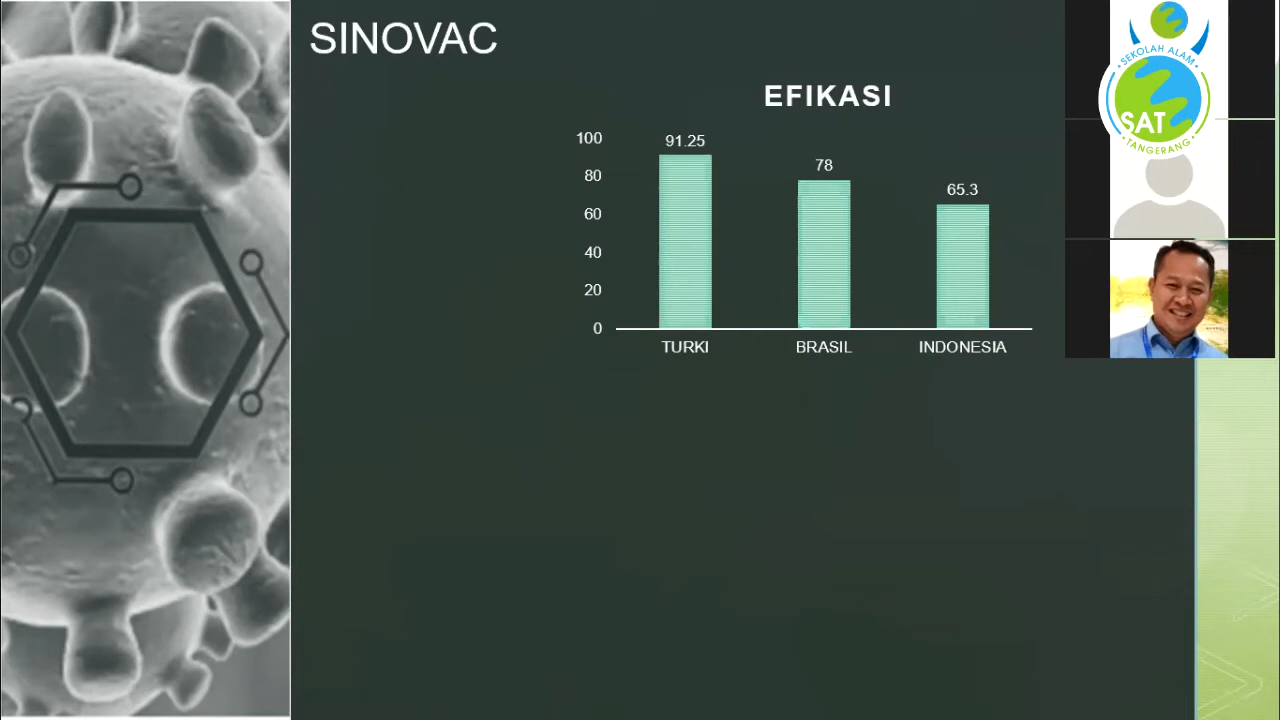 SINOVAC
EFIKASI
100
80
60
40
20
0
91.25
78
65.3
TURKI
BRASIL
INDONESIA
SEKOLAH ALAM
SAT
TANGERANG